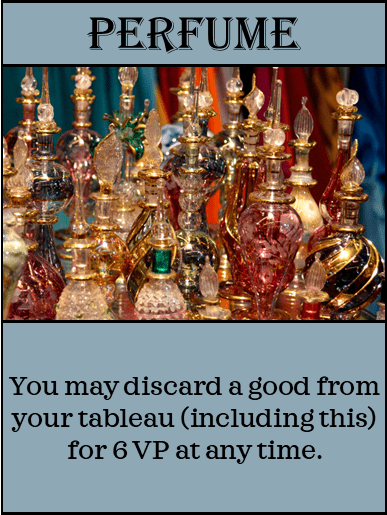 PERFUME
You may discard a good from
your tableau (including this)
for 6 VP at any time.